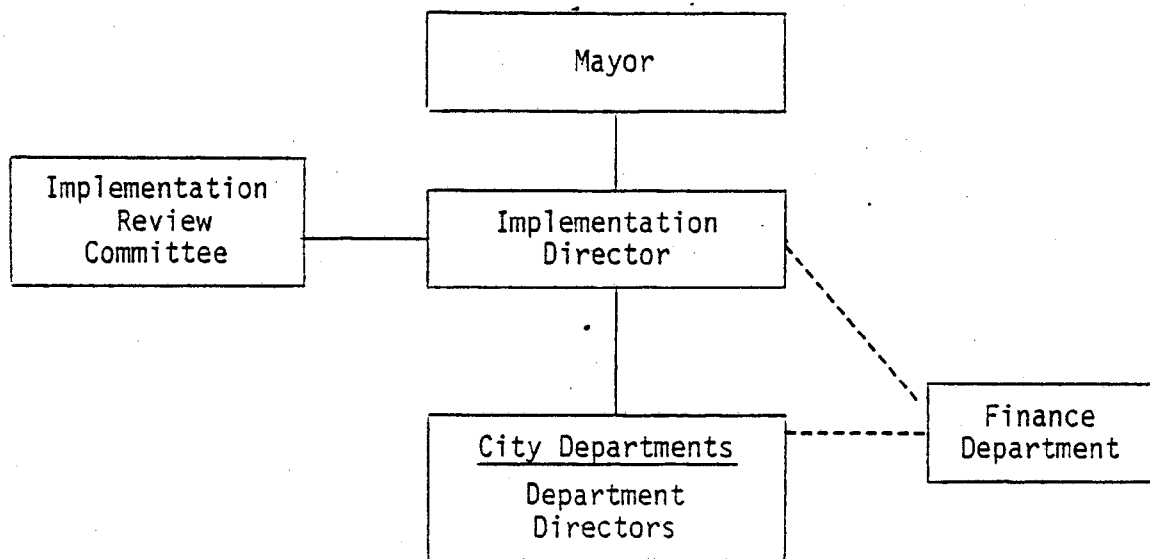 Mayor
Implementation
Review
Committee
Implementation
Director
Finance
Department
City Departments
Department
Directors